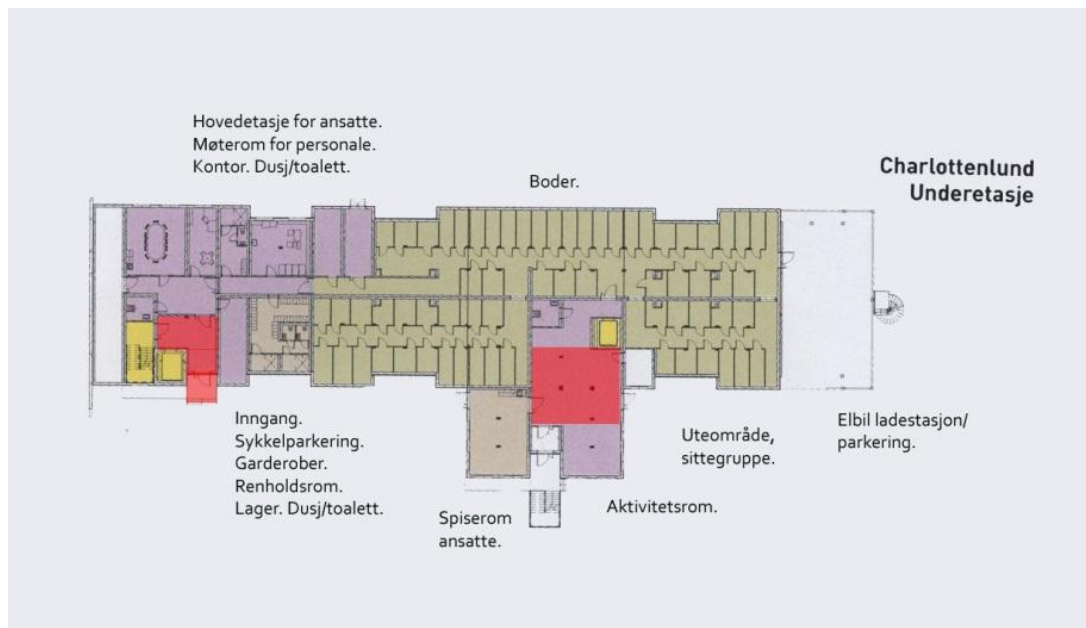 Hovedetasje for ansatte.
Møterom for personale.
Kontor. Dusj/toalett.
Boder.
Charlottenlund
Underetasje
Inngang.
Sykkelparkering.
Garderober.
Renholdsrom.
Lager. Dusj/toalett.
Spiserom
ansatte.
Aktivitetsrom.
Uteområde,
sittegruppe.
Elbil ladestasjon/
parkering.